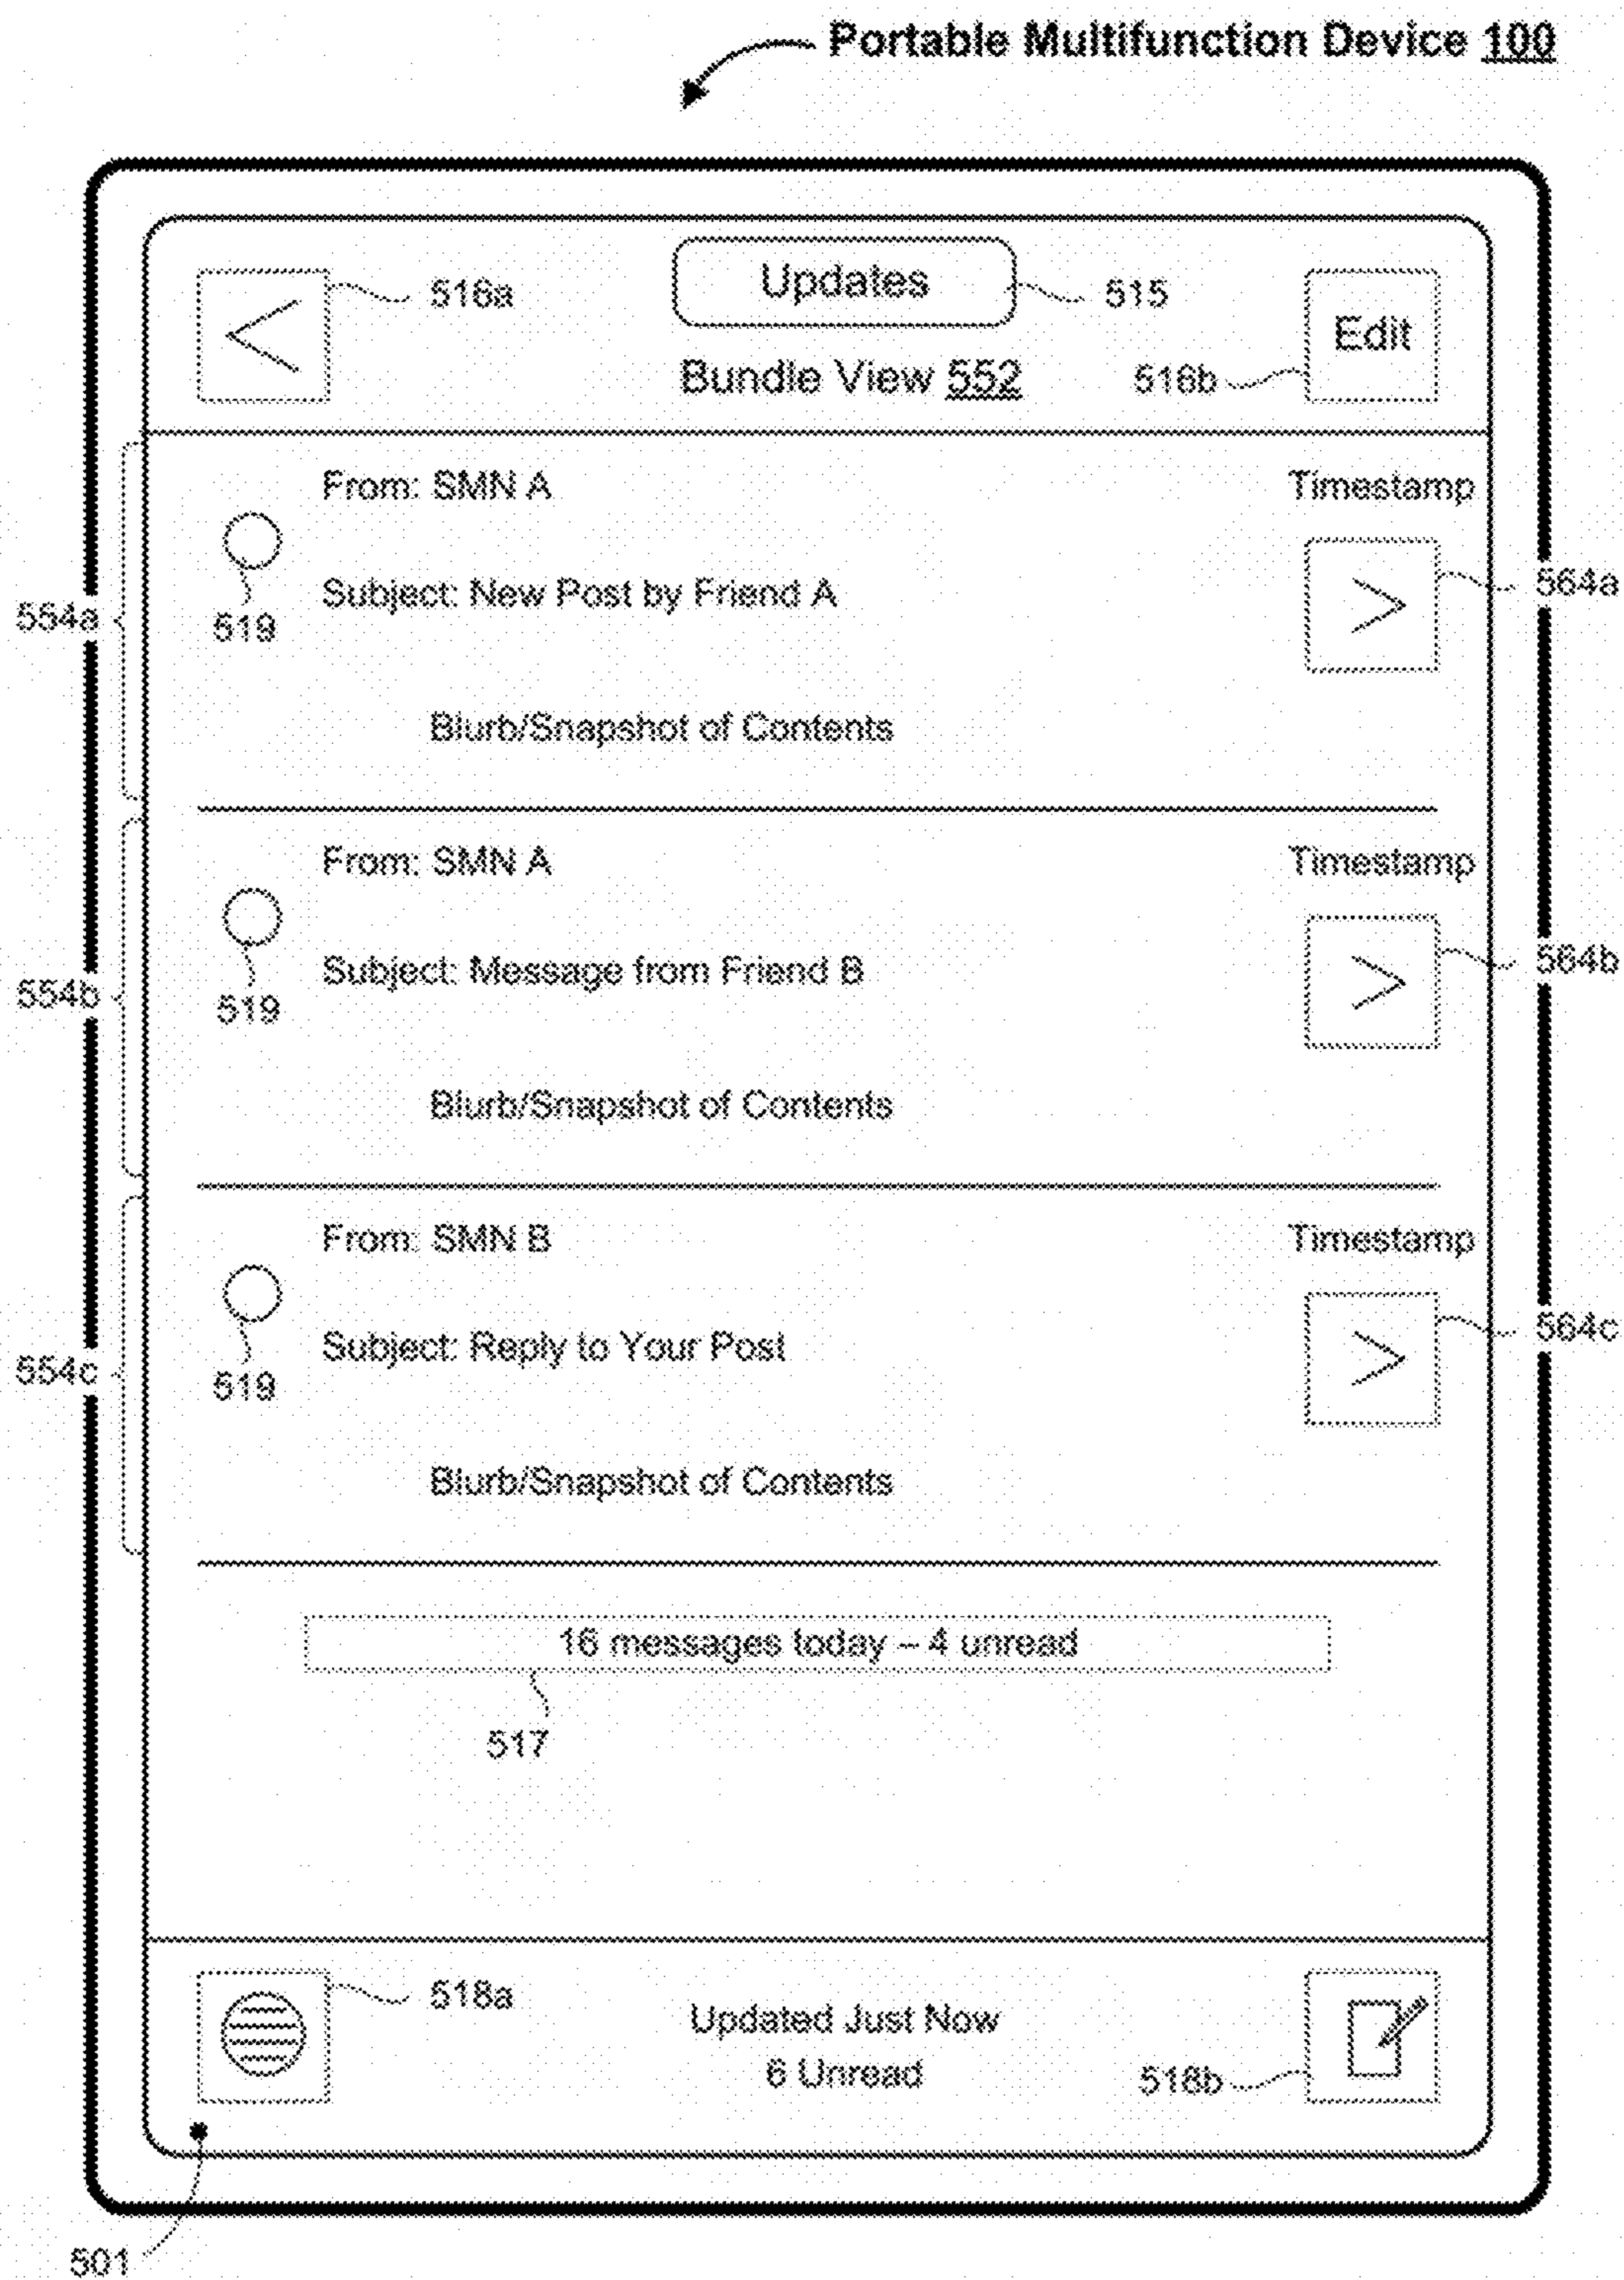 Portable Multifunction Device 100
516a
Updates
515
Edit
Bundle View 552
516b
From: SMN A
Timestamp
519
Subject: New Post by Friend A
564a
554a
Blurb/Snapshot of Contents
From: SMN A
Timestamp
519
Subject: Message from Friend B
564b
554b
Blurb/Snapshot of Contents
From: SMN B
Timestamp
519
Subject: Reply to Your Post
564c
554c
Blurb/Snapshot of Contents
16 messages today – 4 unread
517
518a
Updated Just Now
6 Unread
518b
501